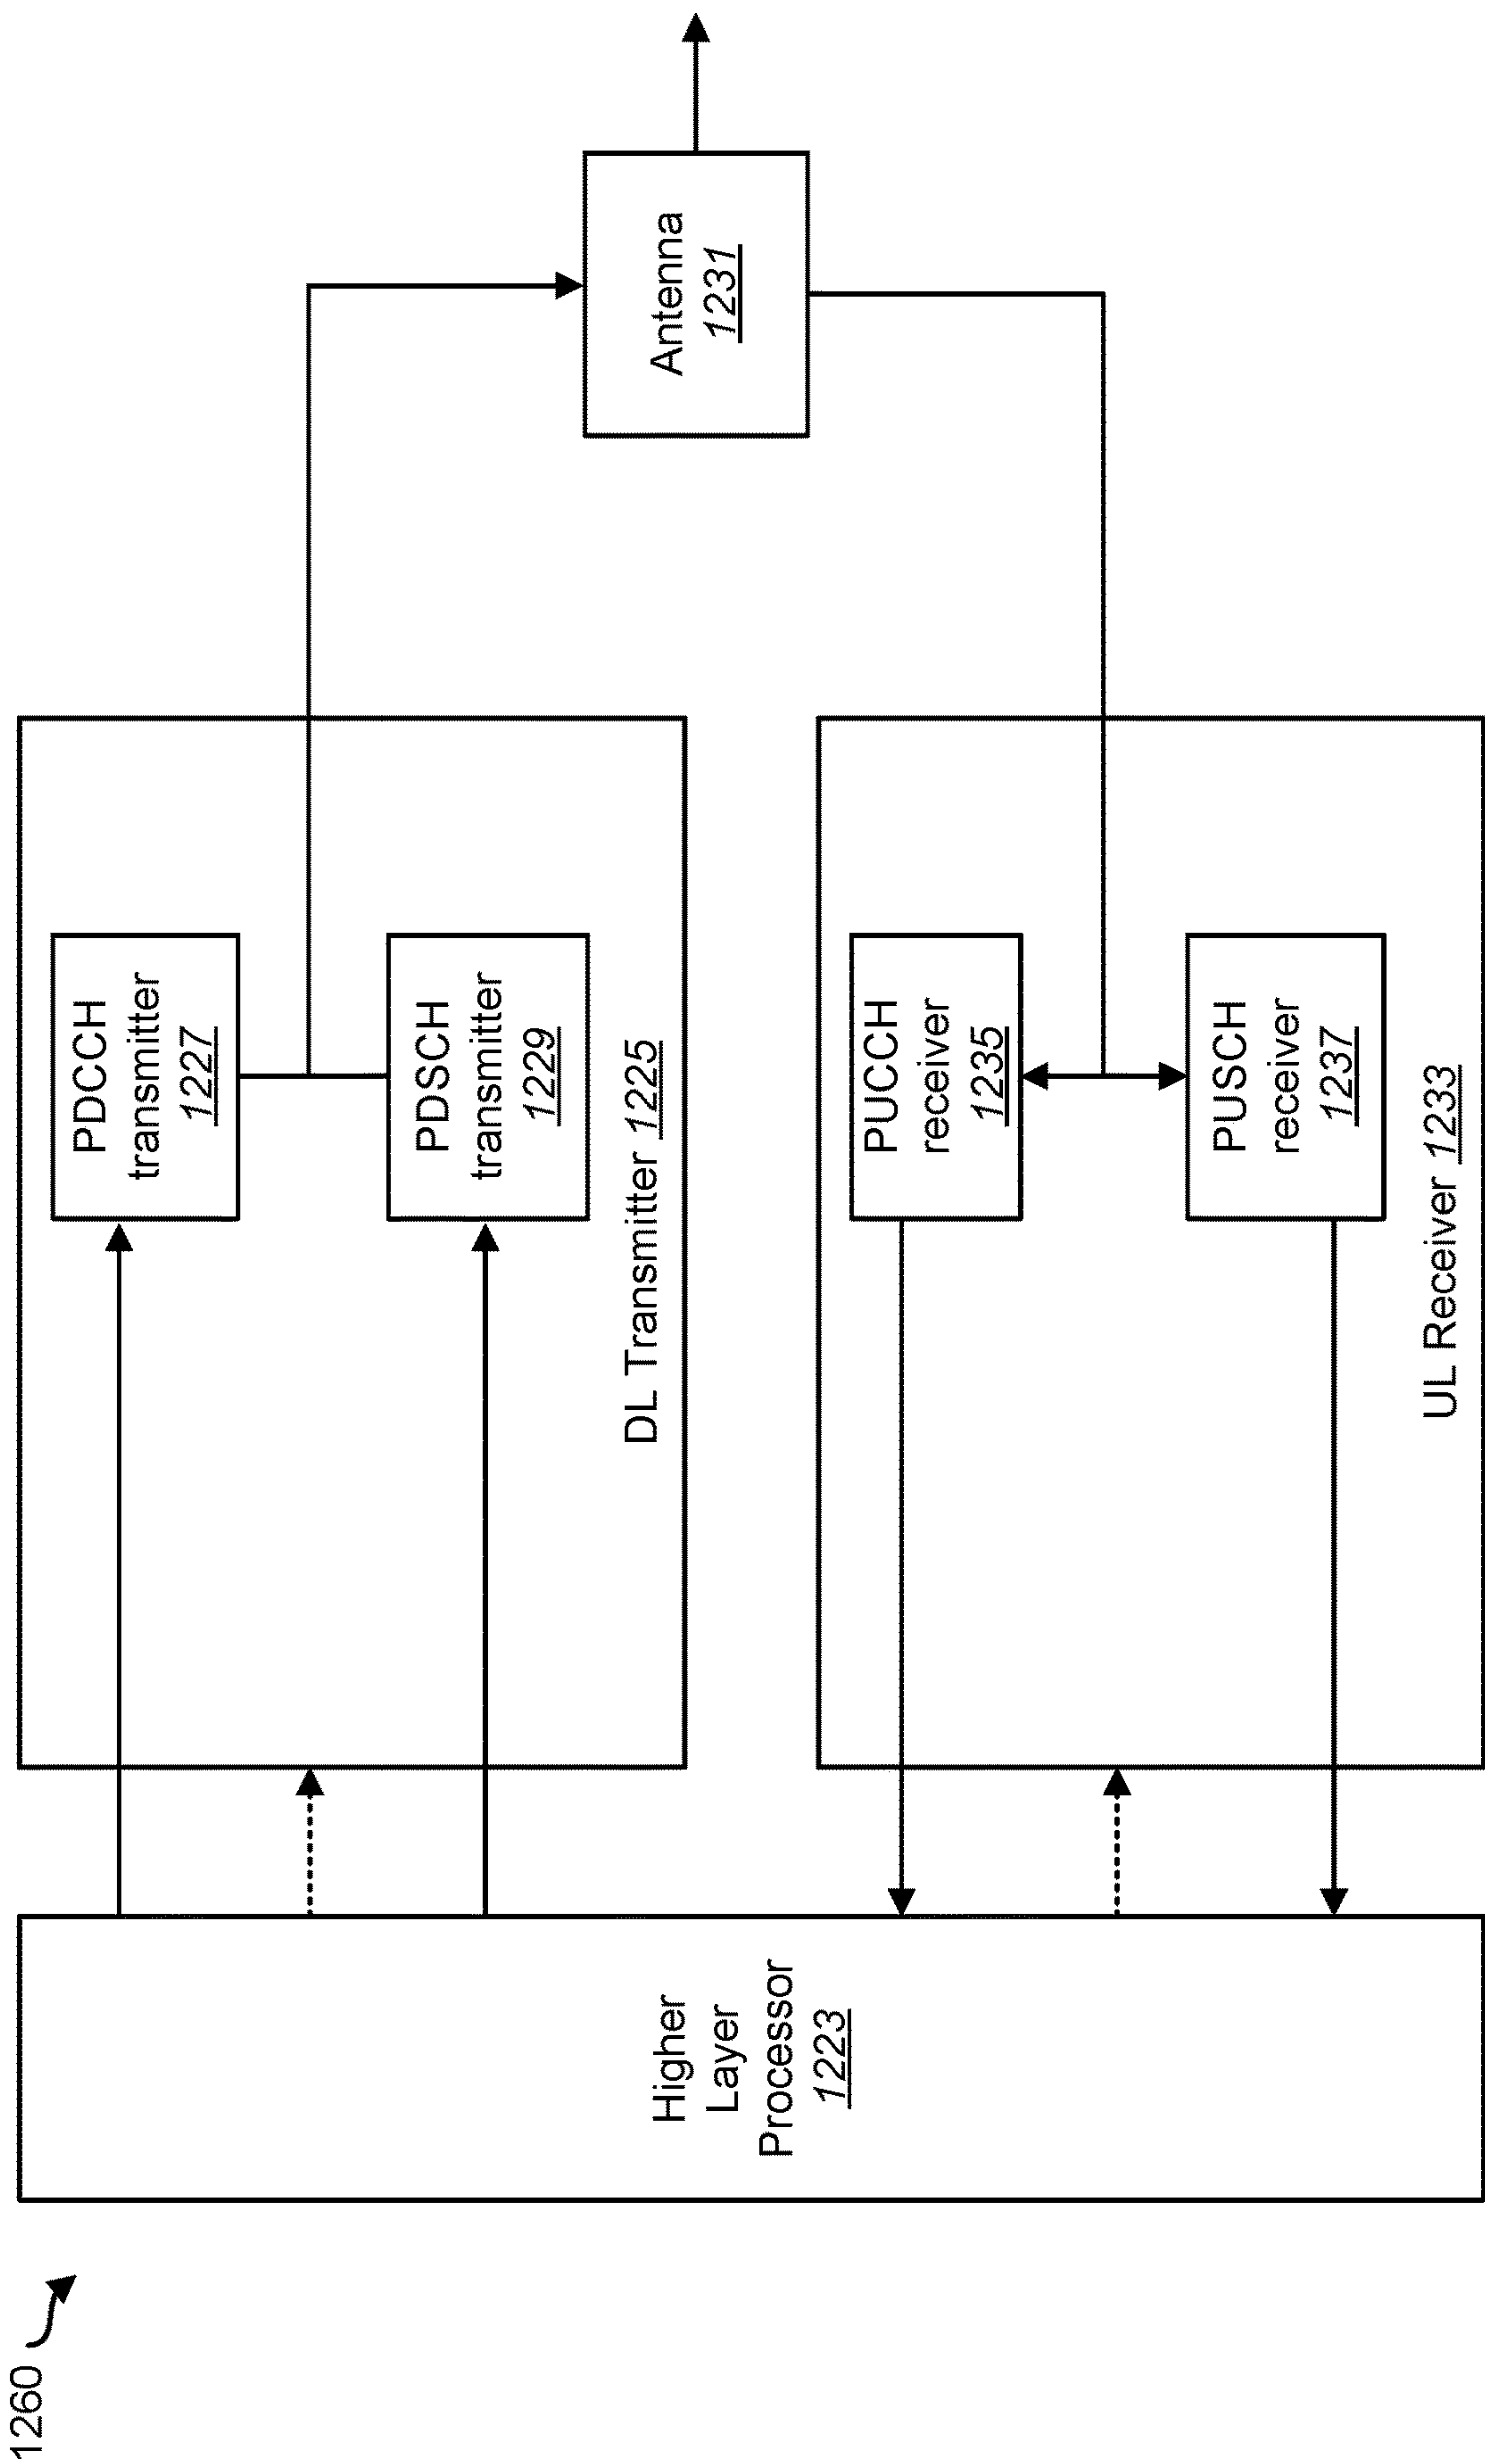 1260
Higher
Layer
Processor
1223
DL Transmitter 1225
PDCCH
transmitter
1227
PDSCH
transmitter
1229
UL Receiver 1233
PUCCH
receiver
1235
PUSCH
receiver
1237
Antenna
1231